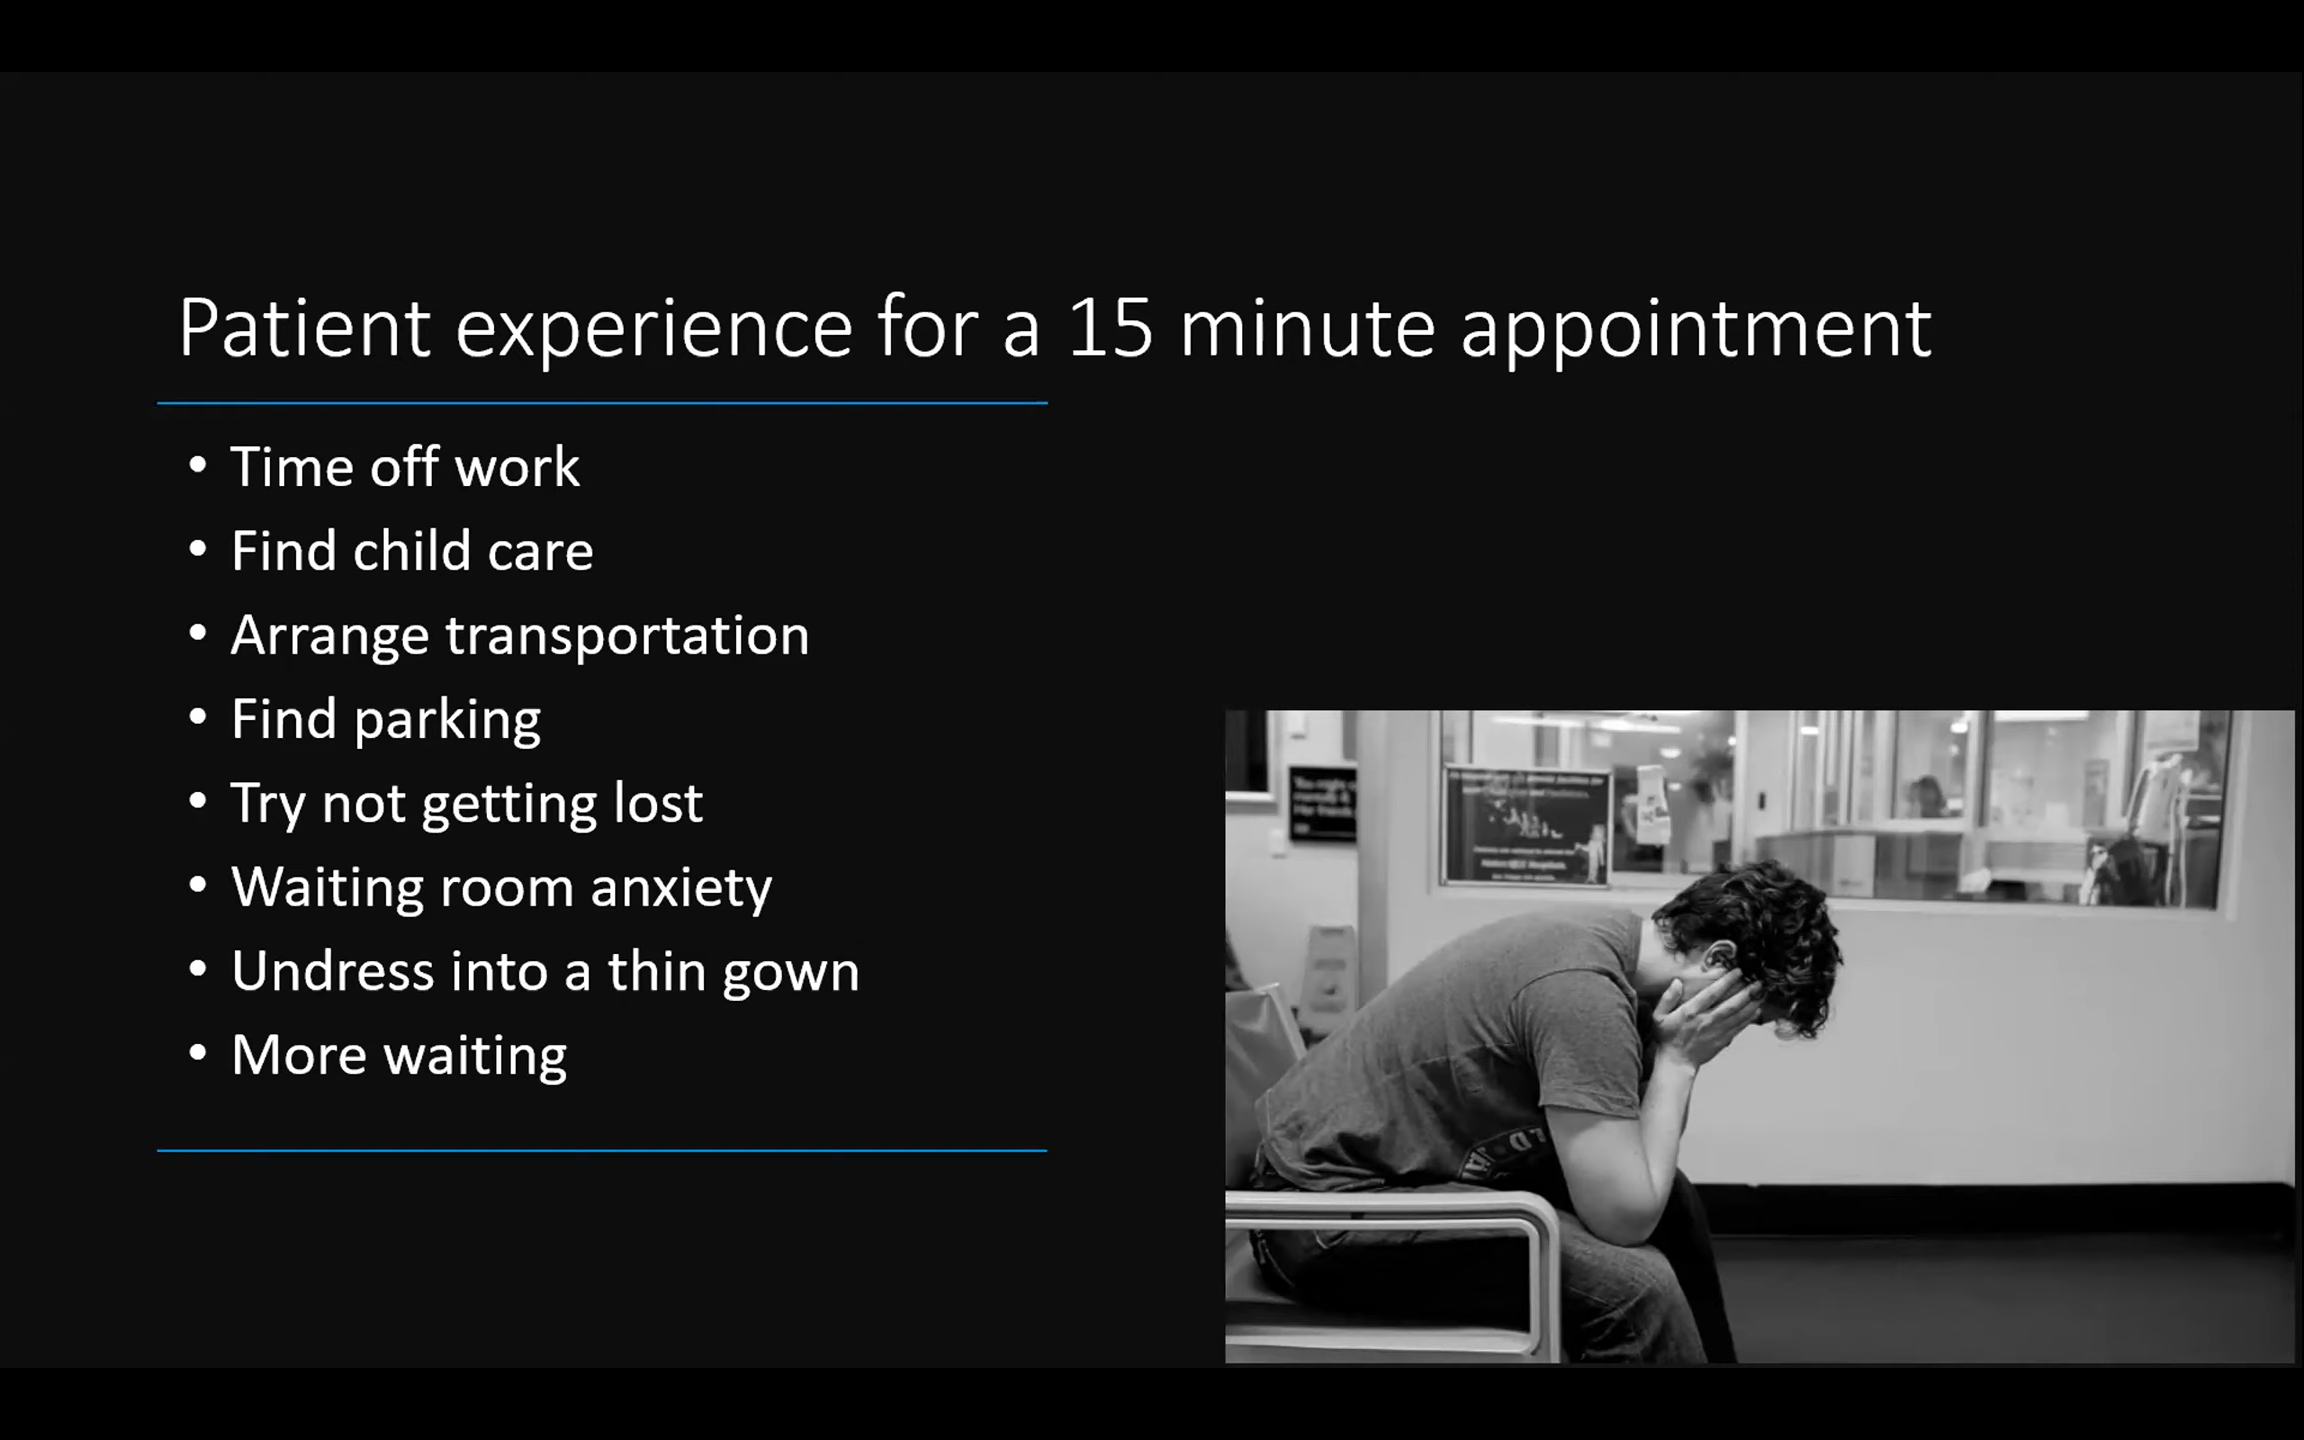 Patient experience for a 15 minute appointment
• Time off work
• Find child care
• Arrange transportation
• Find parking
• Try not getting lost
• Waiting room anxiety
• Undress into a thin gown
• More waiting